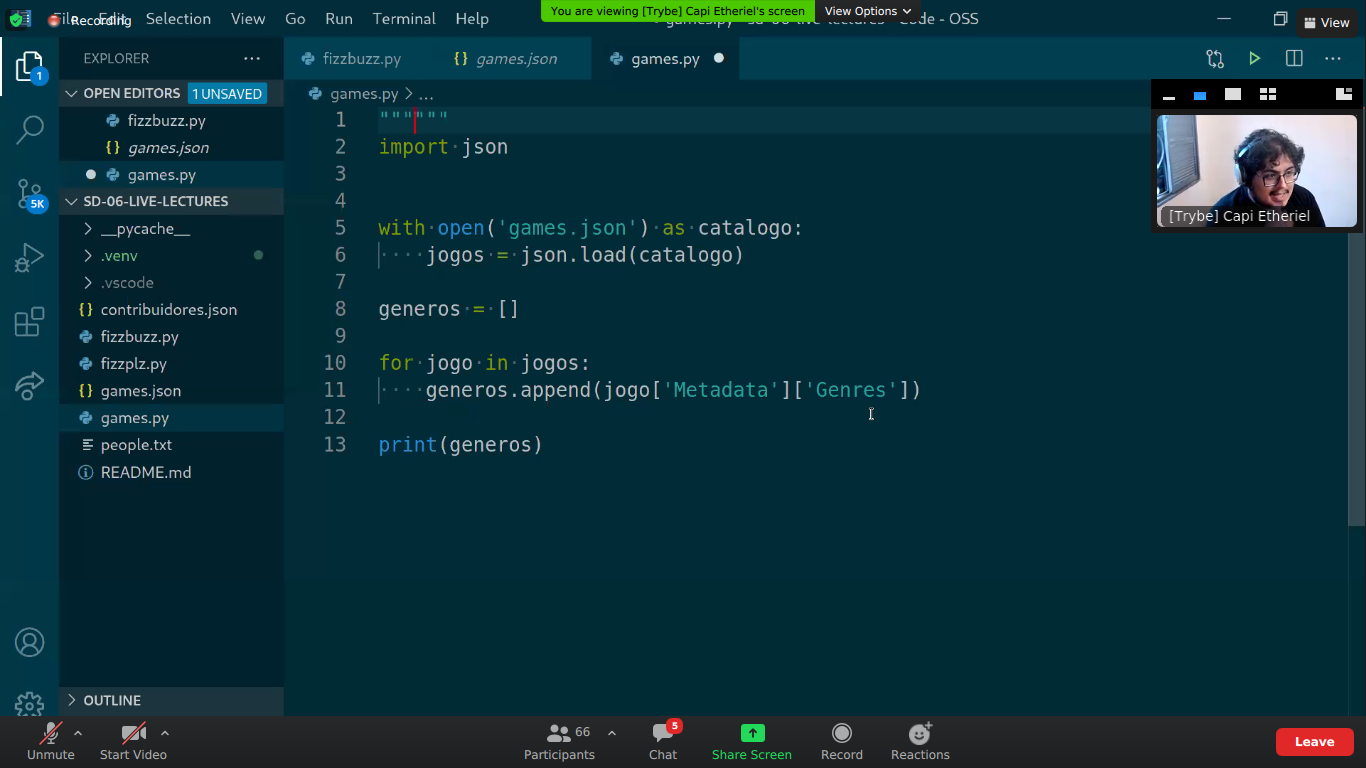 File Edit Selection View Go Run Terminal Help
Recording
You are viewing [Trybe] Capi Etheriel's screen
View Options
Code - OSS
View
EXPLORER
OPEN EDITORS 1 UNSAVED
fizzbuzz.py
games.json
games.py
SD-06-LIVE-LECTURES
__pycache__
.venv
.vscode
contribuidores.json
fizzbuzz.py
fizzplz.py
games.json
games.py
people.txt
README.md
OUTLINE
1
5K
fizzbuzz.py games.json games.py
games.py > ...
1 """"""
2 import json
3
4
5 with open('games.json') as catalogo:
6 jogos = json.load(catalogo)
7
8 generos = []
9
10 for jogo in jogos:
11 generos.append(jogo['Metadata']['Genres'])
12
13 print(generos)
[Trybe] Capi Etheriel
Unmute
Start Video
Participants 66
Chat 5
Share Screen
Record
Reactions
Leave